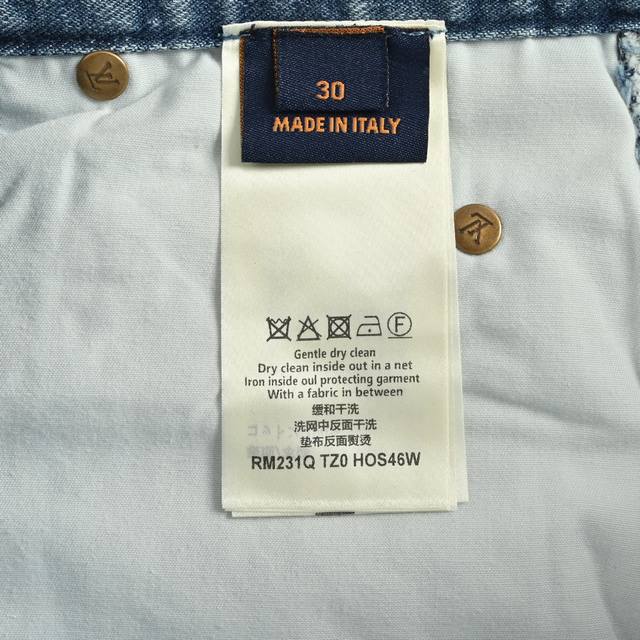 30
MADE IN ITALY
Gentle dry clean
Dry clean inside out in a net
Iron inside oul protecting garment
With a fabric in between
缓和干洗
洗网中反面干洗
垫布反面熨烫
RM231Q TZ0 HOS46W